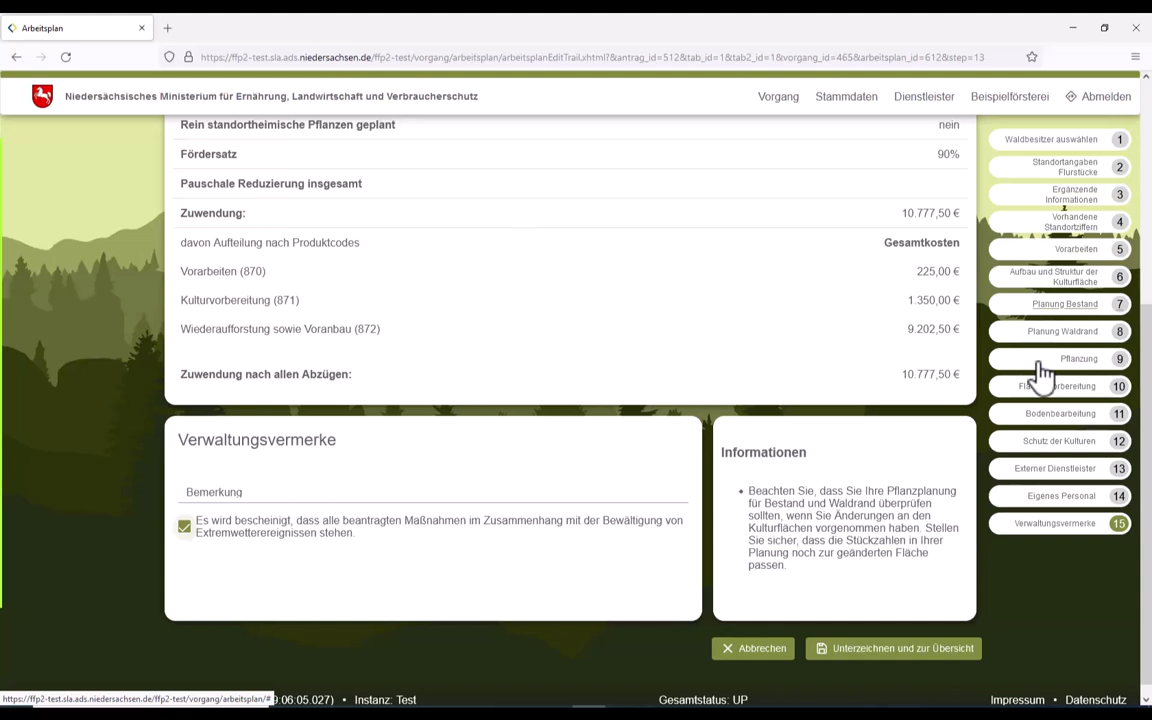 Arbeitsplan
https://ffp2-test.sla.ads.niedersachsen.de/ffp2-test/vorgang/arbeitsplan/arbeitsplanEditTrail.xhtml?&antrag_id=512&tab_id=1&tab2_id=1&vorgang_id=465&arbeitsplan_id=612&step=13
Niedersächsisches Ministerium für Ernährung, Landwirtschaft und Verbraucherschutz
Vorgang Stammdaten Dienstleister Beispielförsterei Abmelden
Rein standortheimische Pflanzen geplant nein
Fördersatz 90%
Pauschale Reduzierung insgesamt
Zuwendung: 10.777,50 €
davon Aufteilung nach Produktcodes Gesamtkosten
Vorarbeiten (870) 225,00 €
Kulturvorbereitung (871) 1.350,00 €
Wiederaufforstung sowie Voranbau (872) 9.202,50 €
Zuwendung nach allen Abzügen: 10.777,50 €
Verwaltungsvermerke
Bemerkung
Es wird bescheinigt, dass alle beantragten Maßnahmen im Zusammenhang mit der Bewältigung von
Extremwetterereignissen stehen.
Informationen
• Beachten Sie, dass Sie Ihre Pflanzplanung
für Bestand und Waldrand überprüfen
sollten, wenn Sie Änderungen an den
Kulturflächen vorgenommen haben. Stellen
Sie sicher, dass die Stückzahlen in Ihrer
Planung noch zur geänderten Fläche
passen.
Waldbesitzer auswählen 1
Standortangaben
Flurstücke 2
Ergänzende
Informationen 3
Vorhandene
Standortziffern 4
Vorarbeiten 5
Aufbau und Struktur der
Kulturfläche 6
Planung Bestand 7
Planung Waldrand 8
Pflanzung 9
10
Bodenbearbeitung 11
Schutz der Kulturen 12
Externer Dienstleister 13
Eigenes Personal 14
Verwaltungsvermerke 15
Abbrechen
Unterzeichnen und zur Übersicht
https://ffp2-test.sla.ads.niedersachsen.de/ffp2-test/vorgang/arbeitsplan/#
9:06:05.027) • Instanz: Test
Gesamtstatus: UP
Impressum • Datenschutz